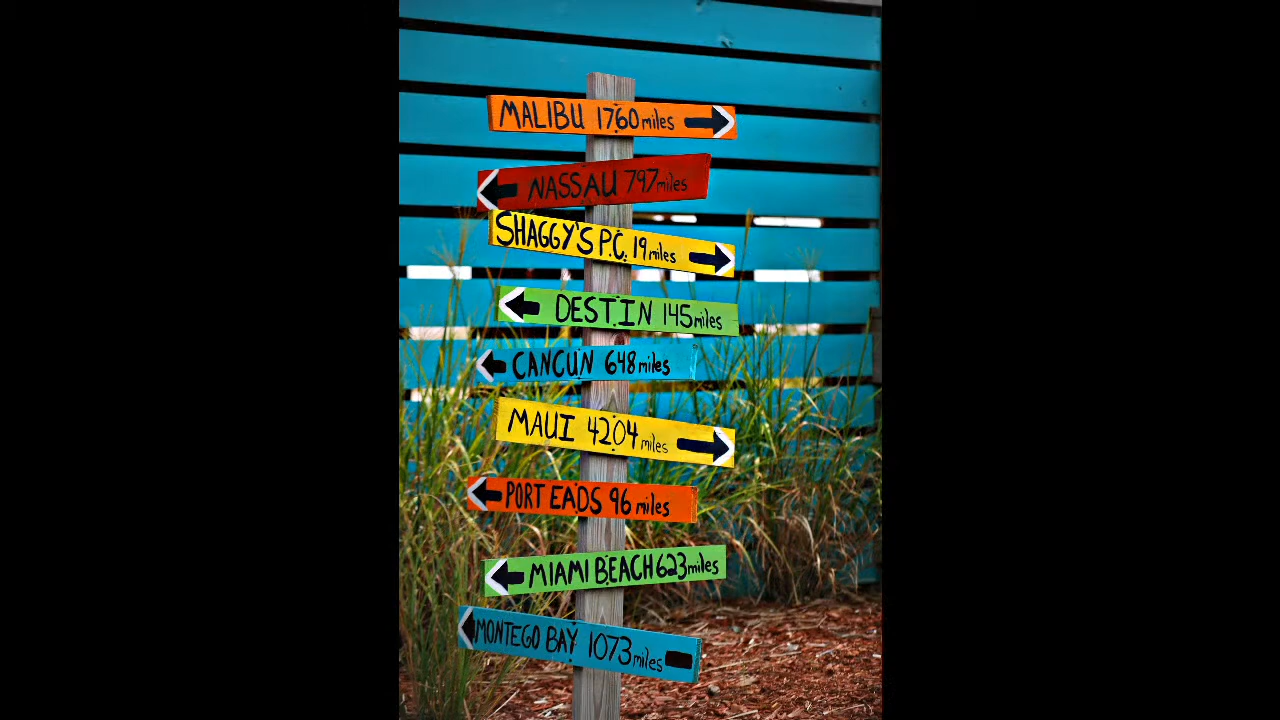 MALIBU 1760 miles
NASSAU 797 miles
SHAGGY'S P.C. 19 miles
DESTIN 145 miles
CANCUN 648 miles
MAUI 4204 miles
PORT EADS 96 miles
MIAMI BEACH 623 miles
MONTEGO BAY 1073 miles